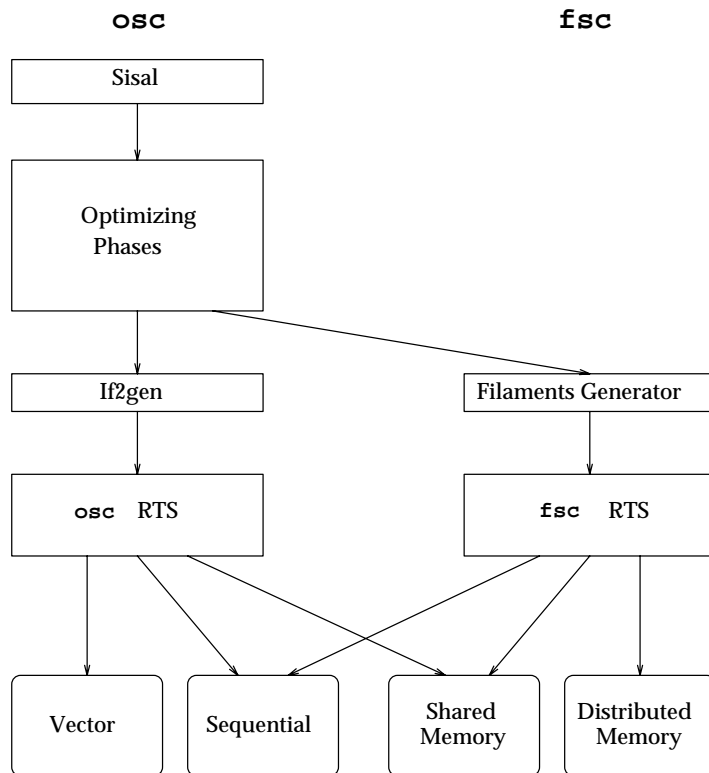 osc
fsc
Sisal
Optimizing
Phases
If2gen
Filaments Generator
osc RTS
fsc RTS
Vector
Sequential
Shared
Memory
Distributed
Memory